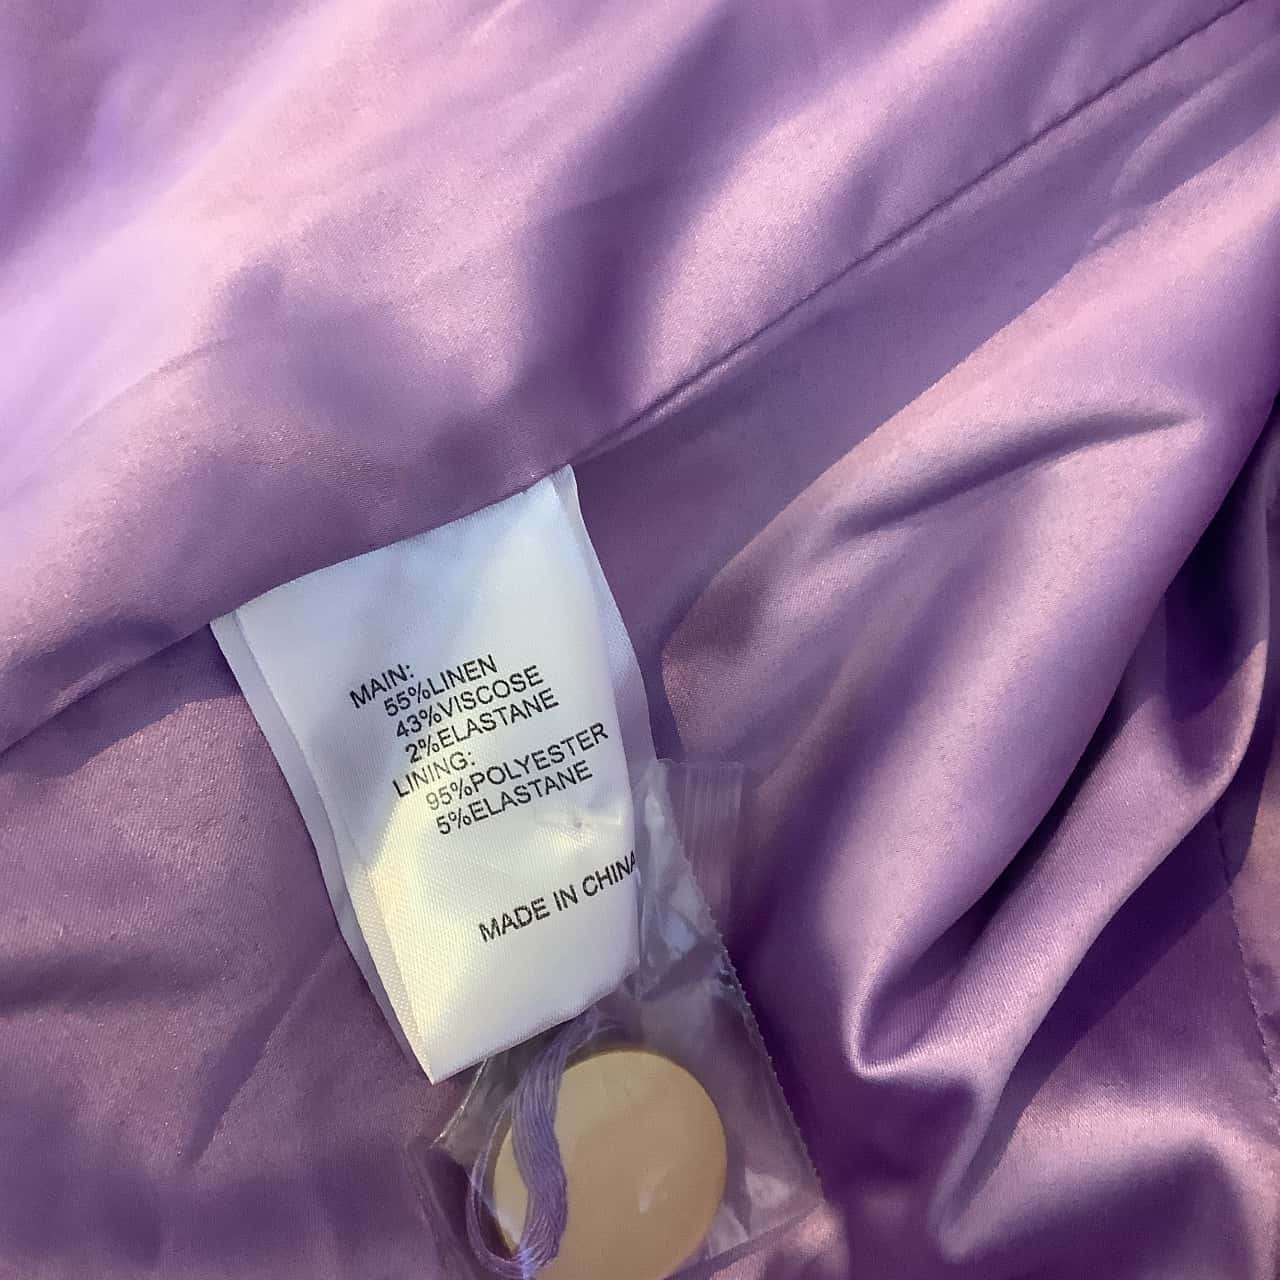 MAIN:
55%LINEN
43%VISCOSE
2%ELASTANE
LINING:
95%POLYESTER
5%ELASTANE
MADE IN CHINA